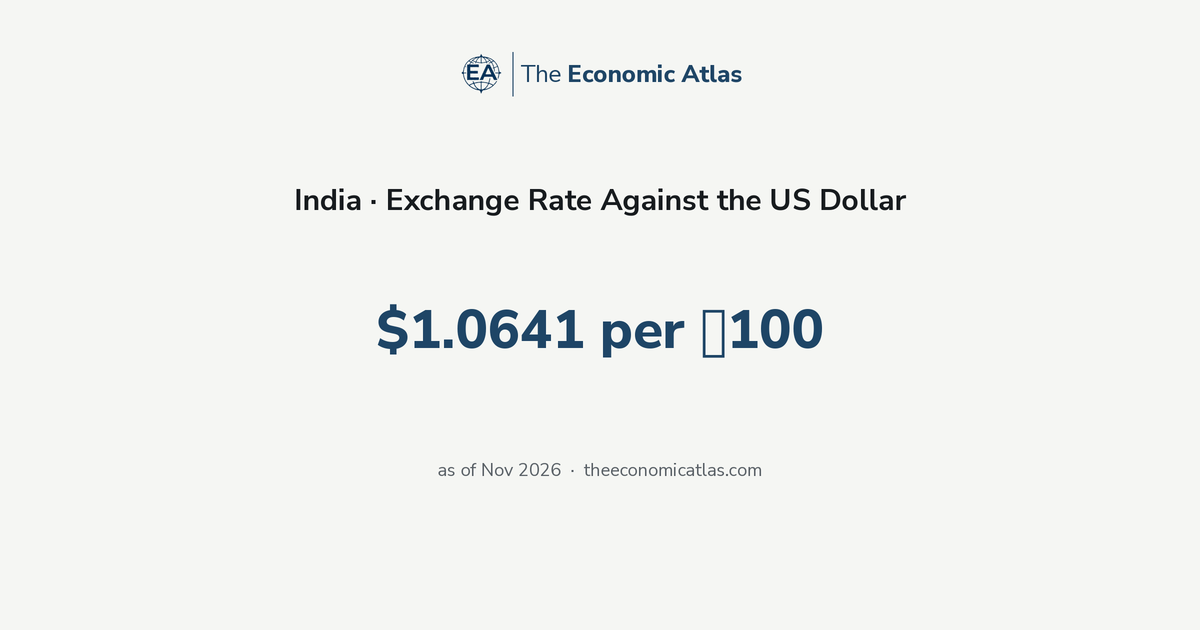 EA The Economic Atlas
India · Exchange Rate Against the US Dollar
$1.0641 per 100
as of Nov 2026 · theeconomicatlas.com